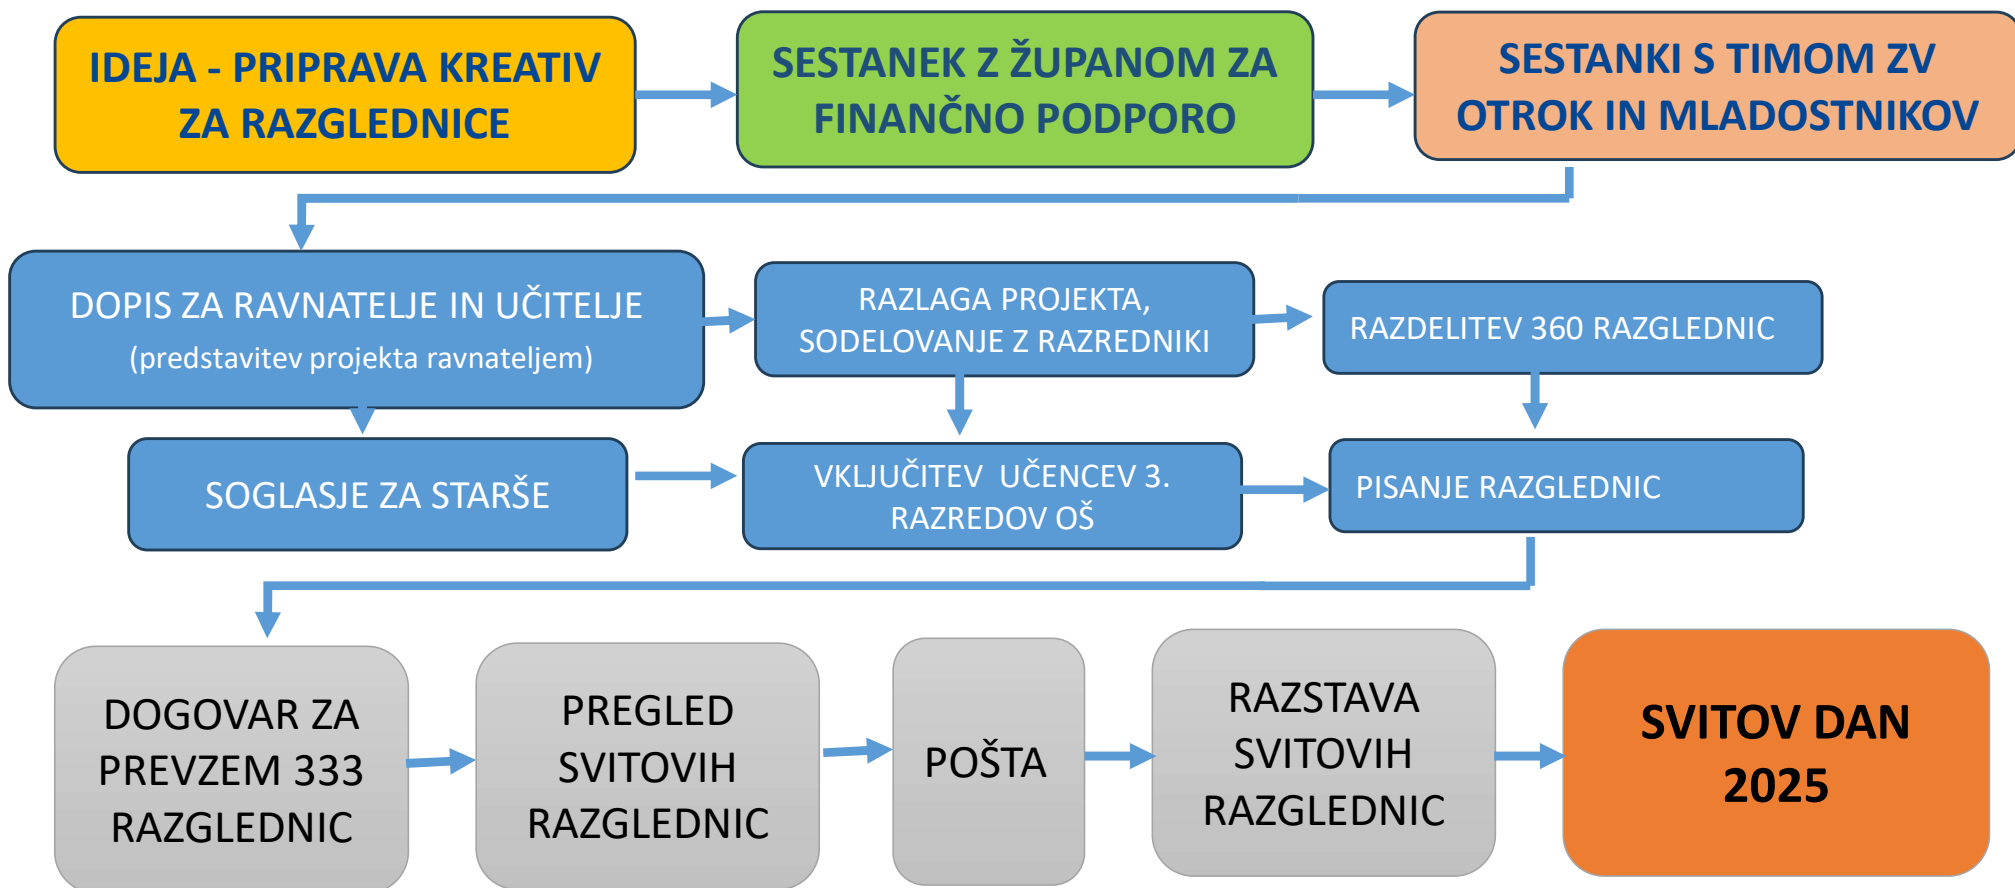 IDEJA - PRIPRAVA KREATIV
ZA RAZGLEDNICE
SESTANEK Z ŽUPANOM ZA
FINANČNO PODPORO
SESTANKI S TIMOM ZV
OTROK IN MLADOSTNIKOV
DOPIS ZA RAVNATELJE IN UČITELJE
(predstavitev projekta ravnateljem)
RAZLAGA PROJEKTA,
SODELOVANJE Z RAZREDNIKI
RAZDELITEV 360 RAZGLEDNIC
SOGLASJE ZA STARŠE
VKLJUČITEV UČENCEV 3.
RAZREDOV OŠ
PISANJE RAZGLEDNIC
DOGOVAR ZA
PREVZEM 333
RAZGLEDNIC
PREGLED
SVITOVIH
RAZGLEDNIC
POŠTA
RAZSTAVA
SVITOVIH
RAZGLEDNIC
SVITOV DAN
2025